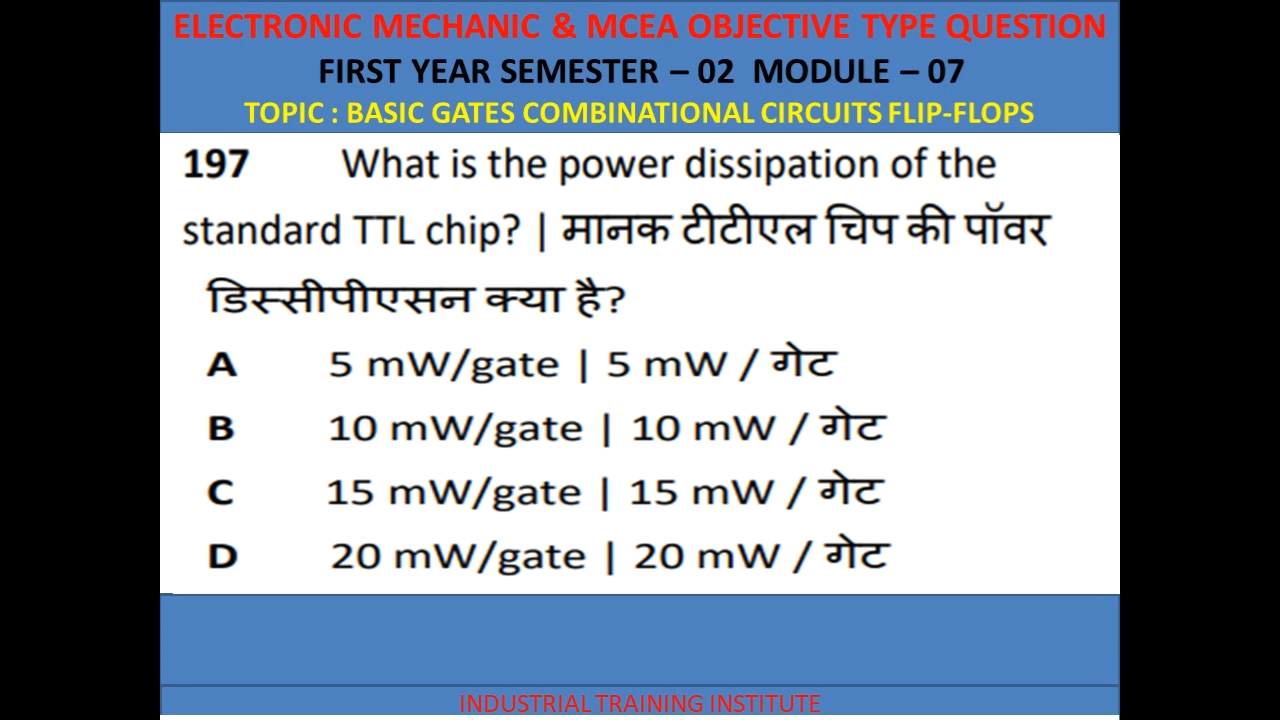 ELECTRONIC MECHANIC & MCEA OBJECTIVE TYPE QUESTION
FIRST YEAR SEMESTER – 02 MODULE – 07
TOPIC : BASIC GATES COMBINATIONAL CIRCUITS FLIP-FLOPS
197 What is the power dissipation of the
standard TTL chip? | मानक टीटीएल चिप की पॉवर
डिस्सीपीएसन क्या है?
A 5 mW/gate | 5 mW / गेट
B 10 mW/gate | 10 mW / गेट
C 15 mW/gate | 15 mW / गेट
D 20 mW/gate | 20 mW / गेट
INDUSTRIAL TRAINING INSTITUTE